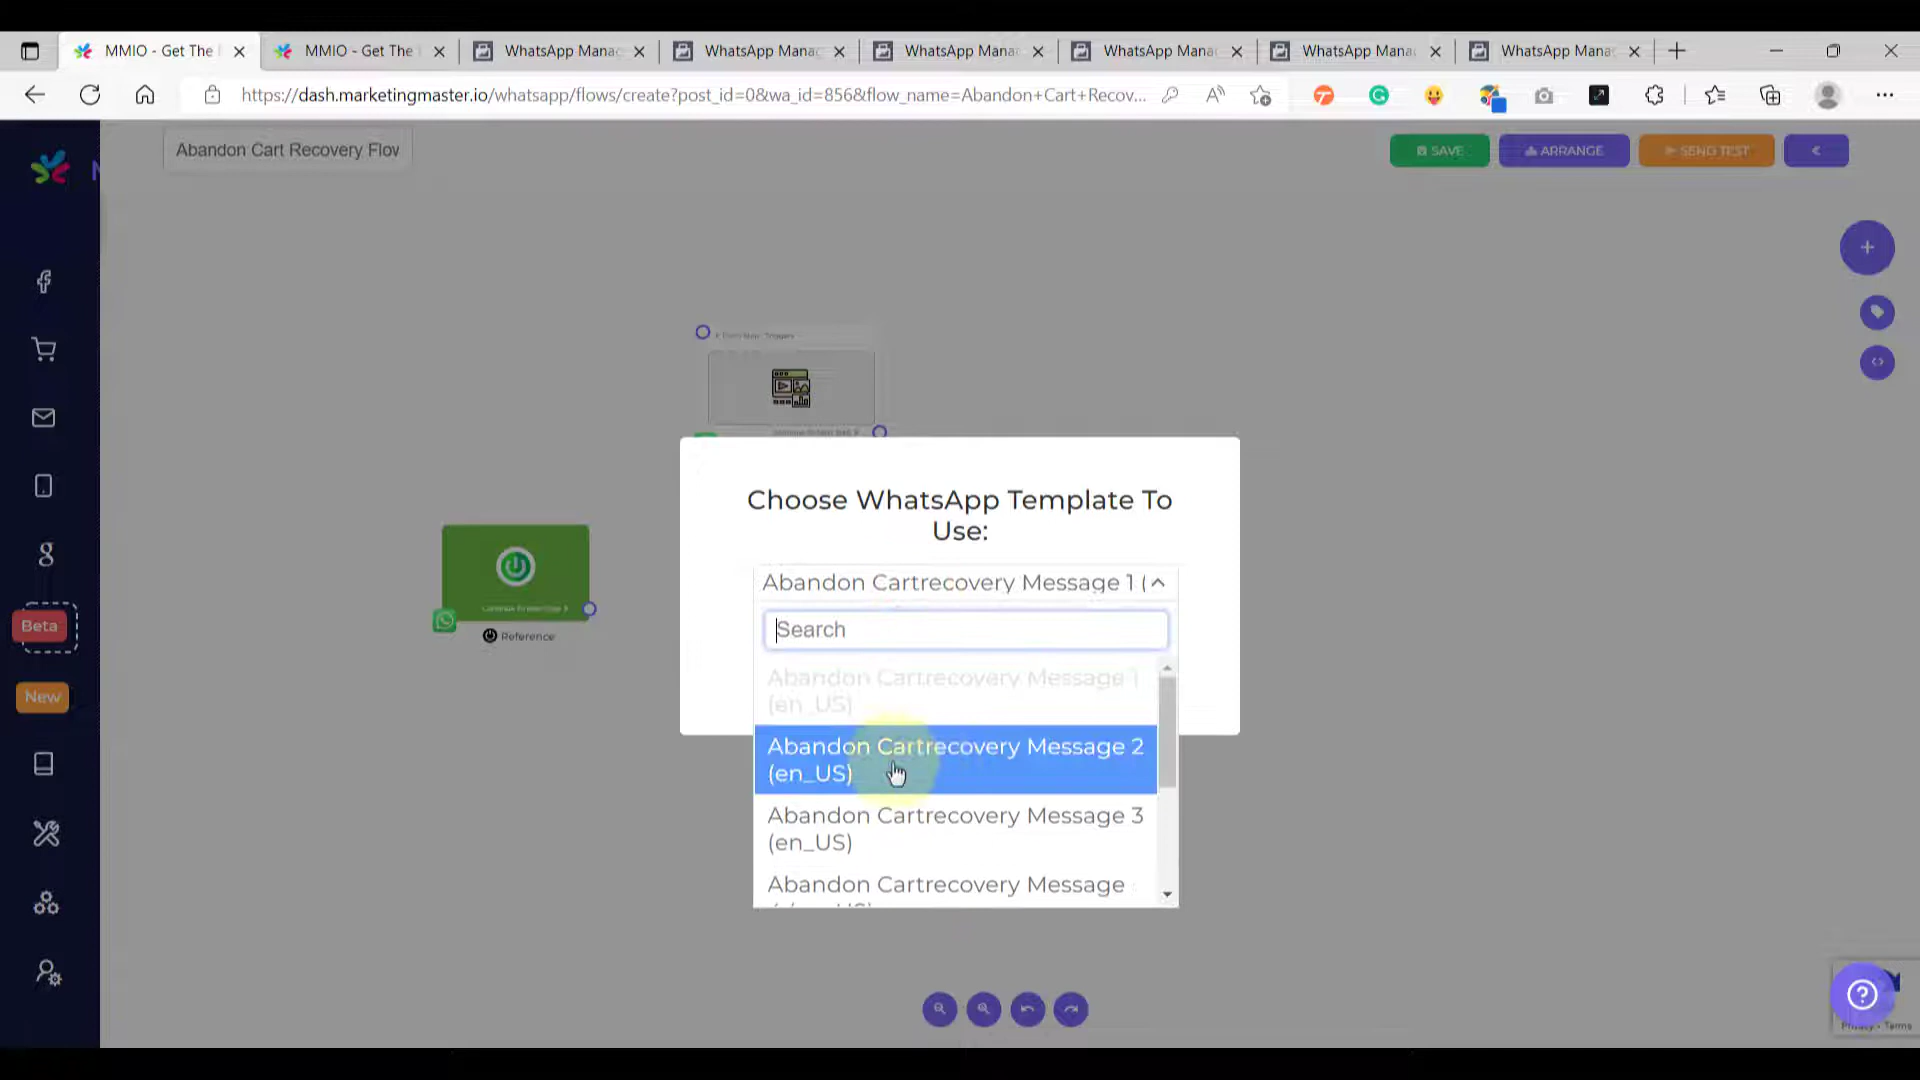 MMIO - Get The
MMIO - Get The
WhatsApp Mana
WhatsApp Mana
WhatsApp Mana
WhatsApp Mana
WhatsApp Mana
WhatsApp Mana
https://dash.marketingmaster.io/whatsapp/flows/create?post_id=0&wa_id=856&flow_name=Abandon+Cart+Recov...
Abandon Cart Recovery Flov
SAVE
ARRANGE
SEND TEST
Choose WhatsApp Template To
Use:
Abandon Cartrecovery Message 1 (
Search
Abandon Cartrecovery Message 1
(en_US)
Abandon Cartrecovery Message 2
(en_US)
Abandon Cartrecovery Message 3
(en_US)
Abandon Cartrecovery Message
Reference
Beta
New
Privacy - Terms